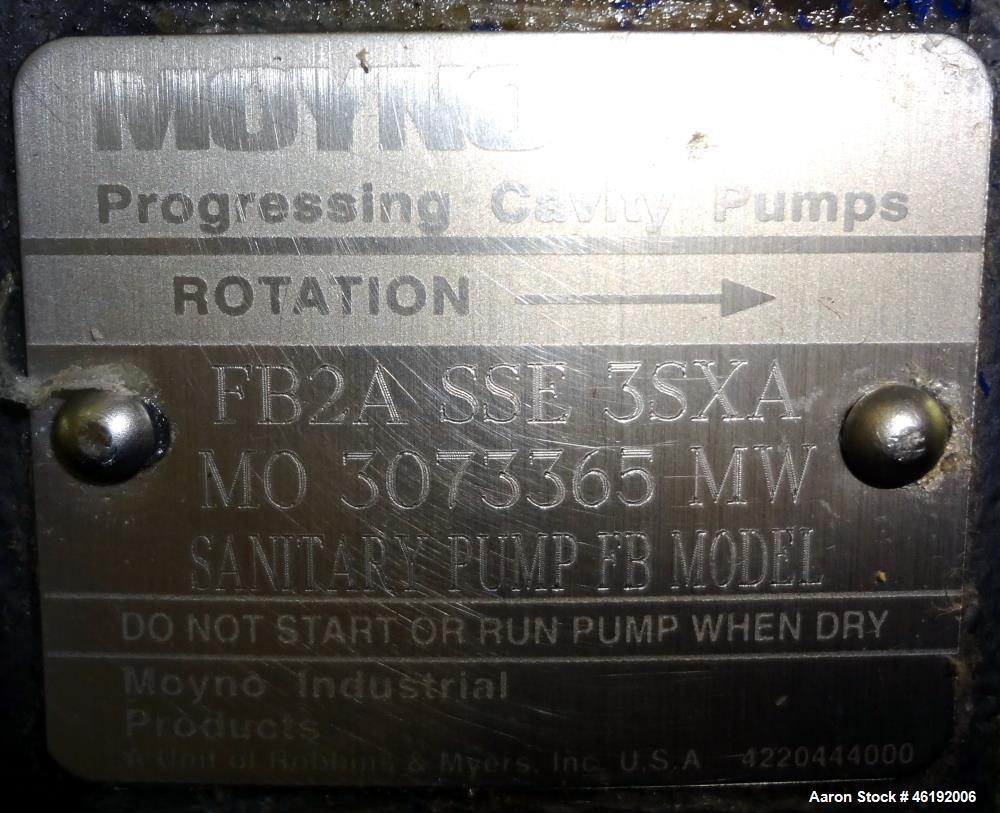 MOYNO
Progressing Cavity Pumps
ROTATION
FB2A SSE 3SXA
MO 3073365 MW
SANITARY PUMP FB MODEL
DO NOT START OR RUN PUMP WHEN DRY
Moyno Industrial
Products
A Unit of Robbins & Myers, Inc. U.S.A 4220444000
Aaron Stock # 46192006